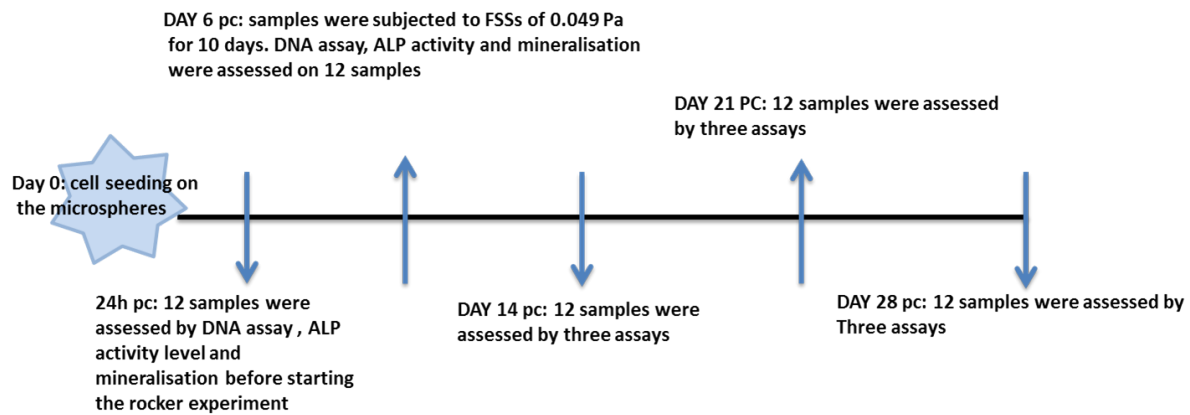 DAY 6 pc: samples were subjected to FSSs of 0.049 Pa
for 10 days. DNA assay, ALP activity and mineralisation
were assessed on 12 samples
DAY 21 PC: 12 samples were assessed
by three assays
Day 0: cell seeding on
the microspheres
24h pc: 12 samples were
assessed by DNA assay , ALP
activity level and
mineralisation before starting
the rocker experiment
DAY 14 pc: 12 samples were
assessed by three assays
DAY 28 pc: 12 samples were assessed by
Three assays